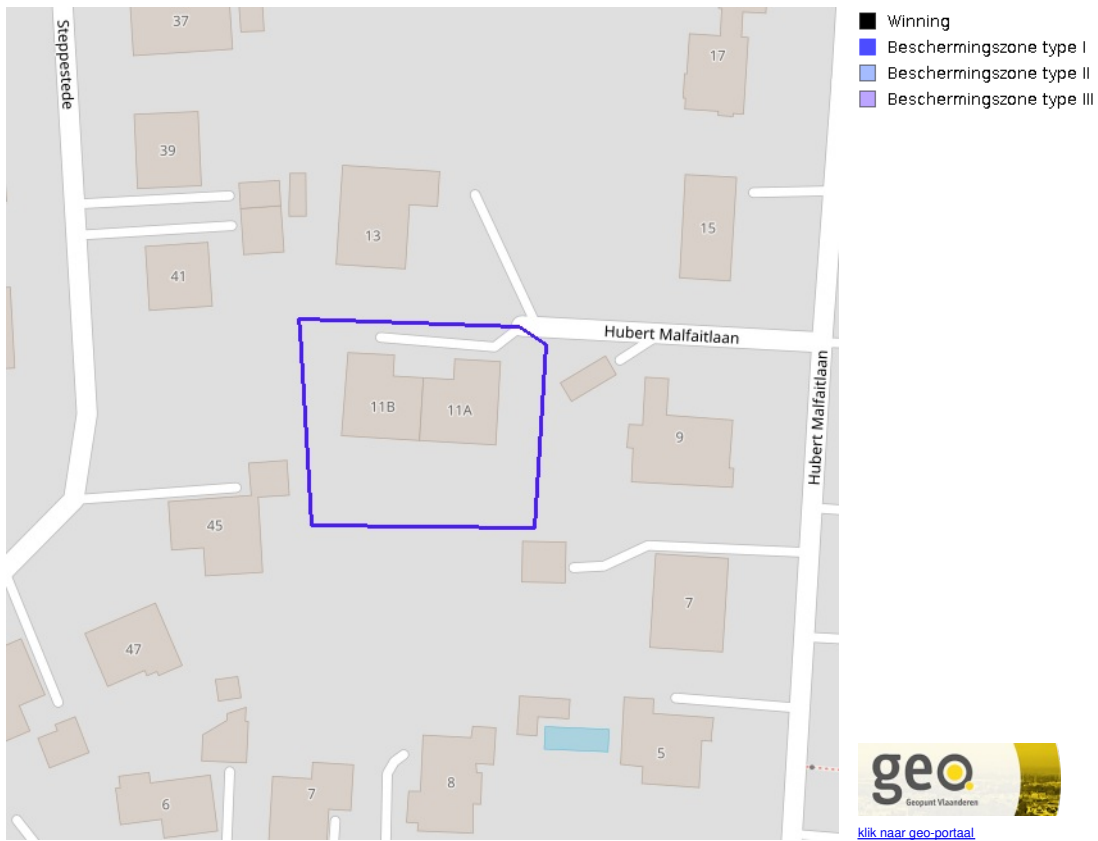 Steppestede
37
17
39
15
13
41
Hubert Malfaitlaan
11B
11A
9
Hubert Malfaitlaan
45
7
47
5
8
7
6
Winning
Beschermingszone type I
Beschermingszone type II
Beschermingszone type III
geo.
Geopunt Vlaanderen
klik naar geo-portaal